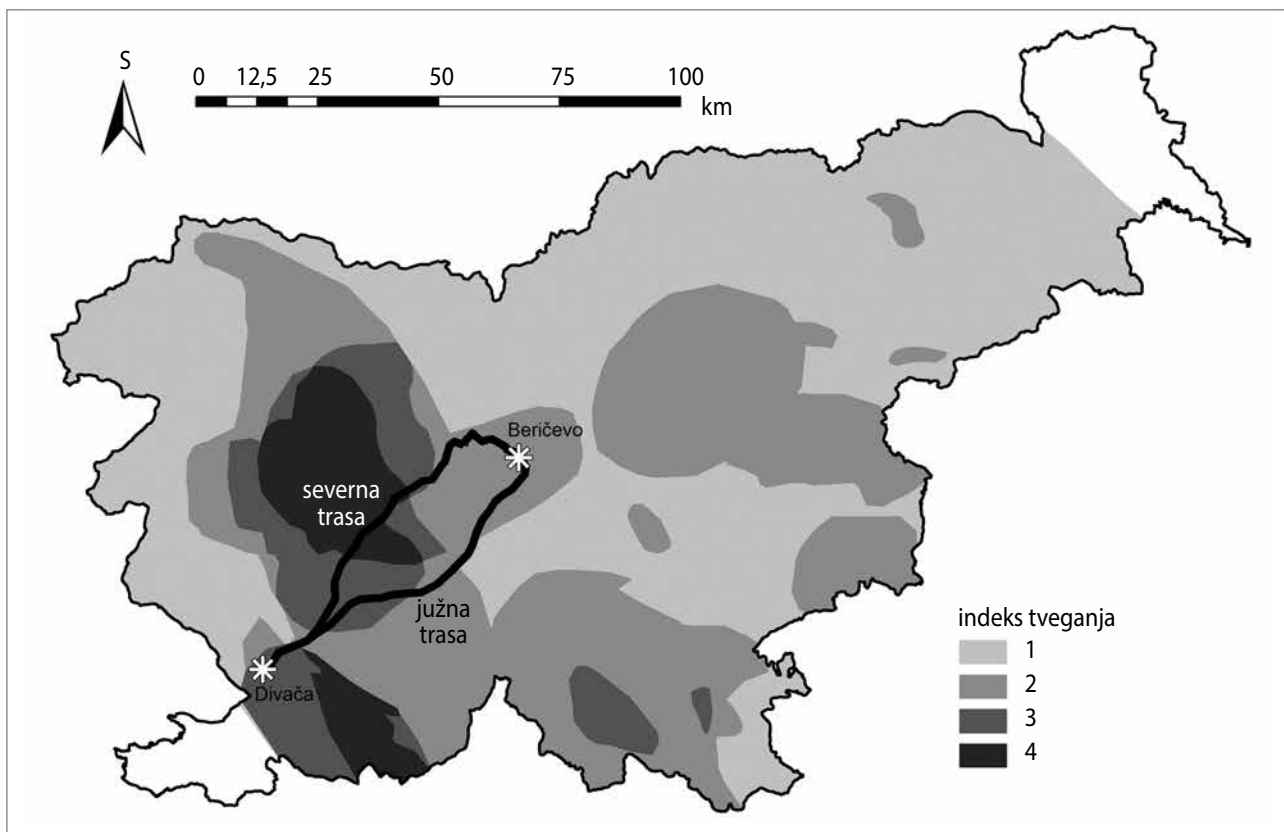 S
0 12,5 25 50 75 100
km
Beričevo
severna
trasa
južna
trasa
Divača
indeks tveganja
1
2
3
4